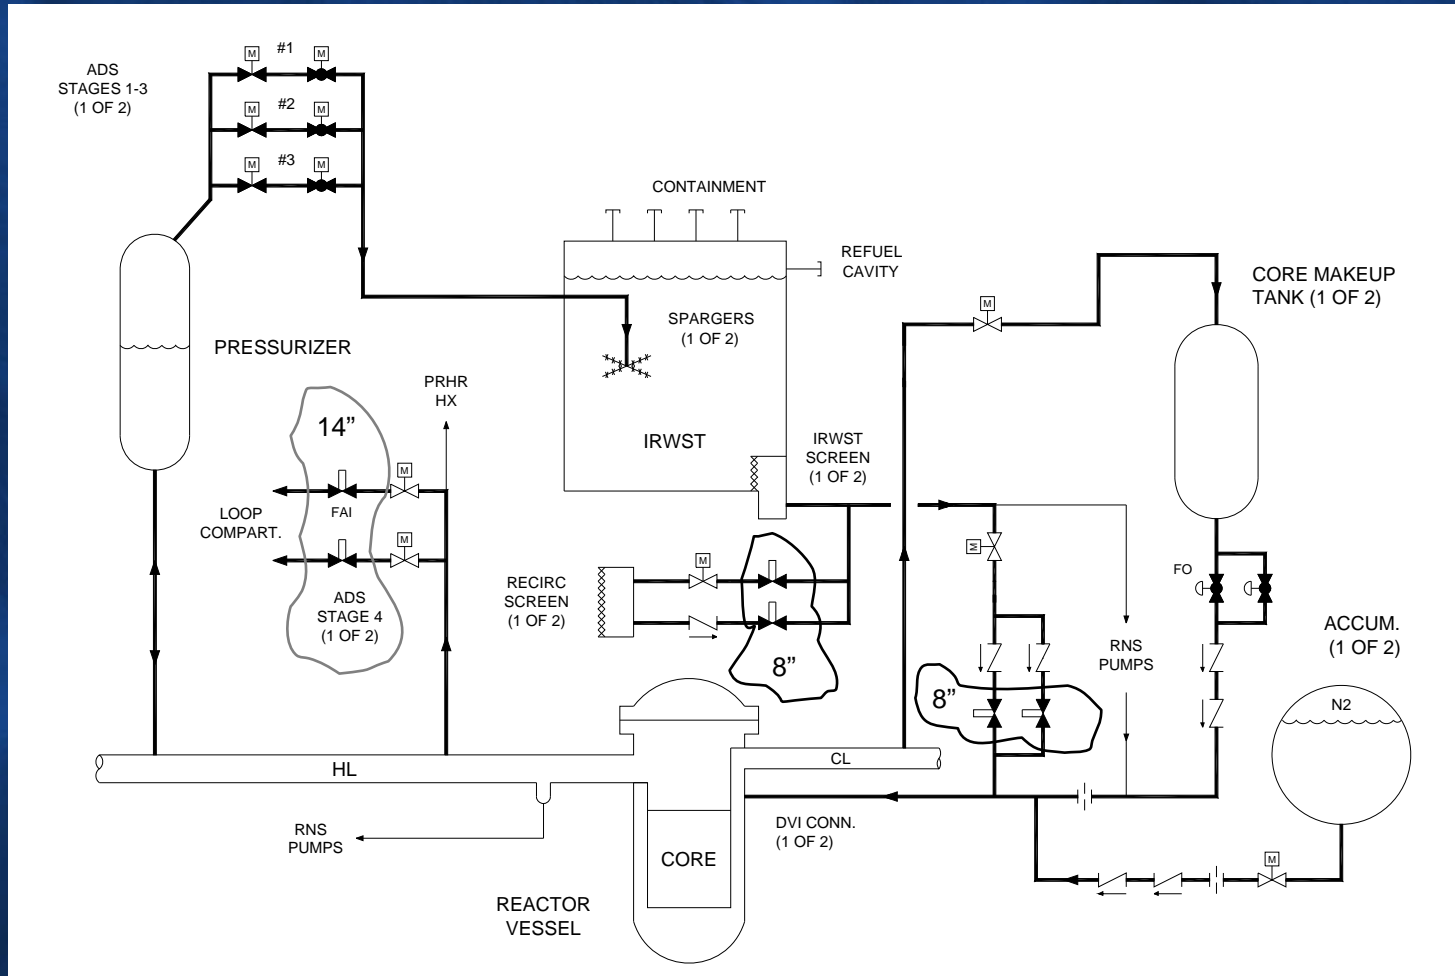 #1
M
M
ADS
STAGES 1-3
(1 OF 2)
#2
M
M
#3
M
M
CONTAINMENT
REFUEL
CAVITY
CORE MAKEUP
TANK (1 OF 2)
M
SPARGERS
(1 OF 2)
PRESSURIZER
PRHR
HX
14”
IRWST
IRWST
SCREEN
(1 OF 2)
M
FAI
LOOP
COMPART.
M
M
M
RECIRC
SCREEN
(1 OF 2)
FO
ADS
STAGE 4
(1 OF 2)
ACCUM.
(1 OF 2)
RNS
PUMPS
8”
8”
N2
HL
CL
DVI CONN.
(1 OF 2)
RNS
PUMPS
CORE
M
REACTOR
VESSEL